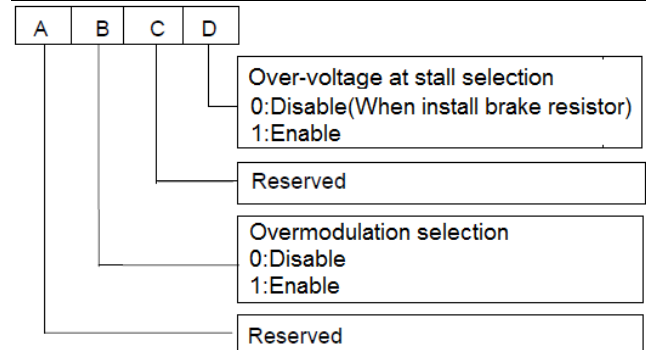 A B C D
Over-voltage at stall selection
0:Disable(When install brake resistor)
1:Enable
Reserved
Overmodulation selection
0:Disable
1:Enable
Reserved